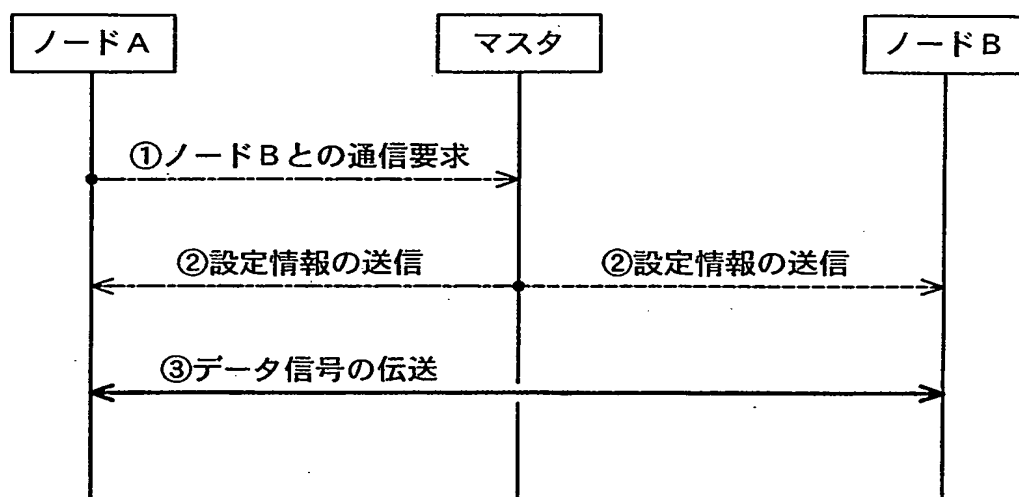 ノードA
マスタ
ノードB
①ノードBとの通信要求
②設定情報の送信
②設定情報の送信
③データ信号の伝送